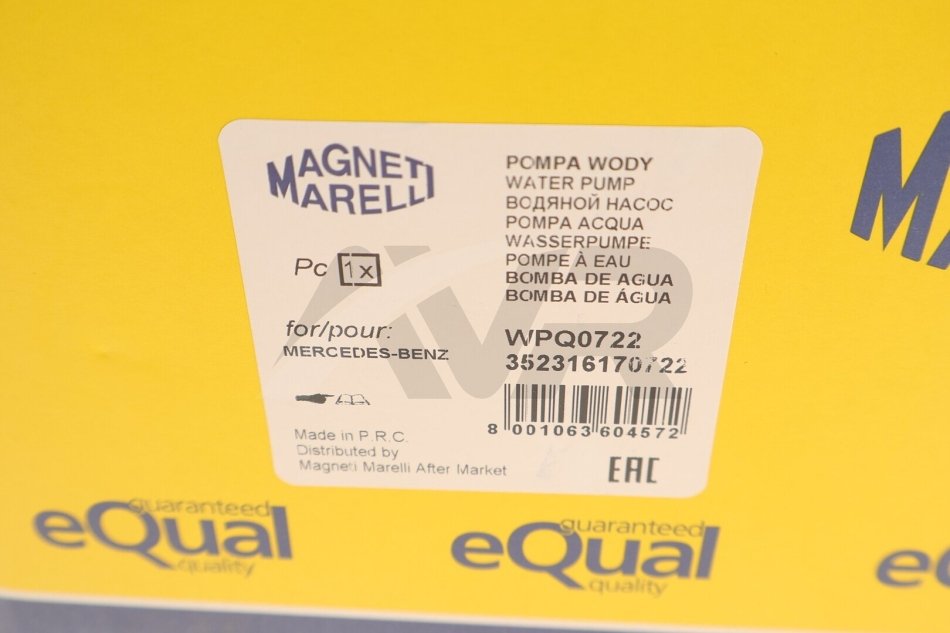 MAGNETI
MARELLI
Pc 1x
for/pour:
MERCEDES-BENZ
Made in P.R.C.
Distributed by
Magneti Marelli After Market
POMPA WODY
WATER PUMP
ВОДЯНОЙ НАСОС
POMPA ACQUA
WASSERPUMPE
POMPE À EAU
BOMBA DE AGUA
BOMBA DE ÁGUA
WPQ0722
352316170722
8 001063 604572
EAC
4VR
guaranteed
eQual
quality
guaranteed
eQual
quality
eQ
M